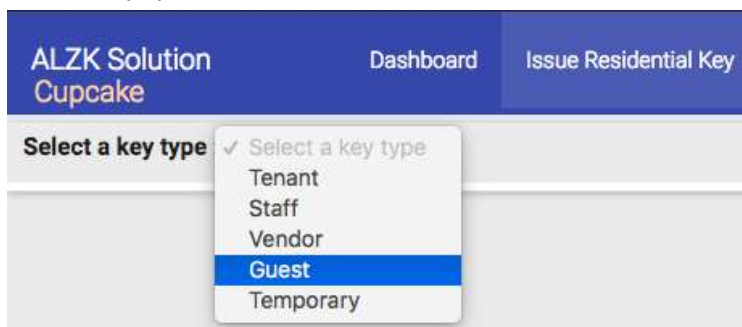 ALZK Solution
Cupcake
Dashboard
Issue Residential Key
Select a key type
✓ Select a key type
Tenant
Staff
Vendor
Guest
Temporary